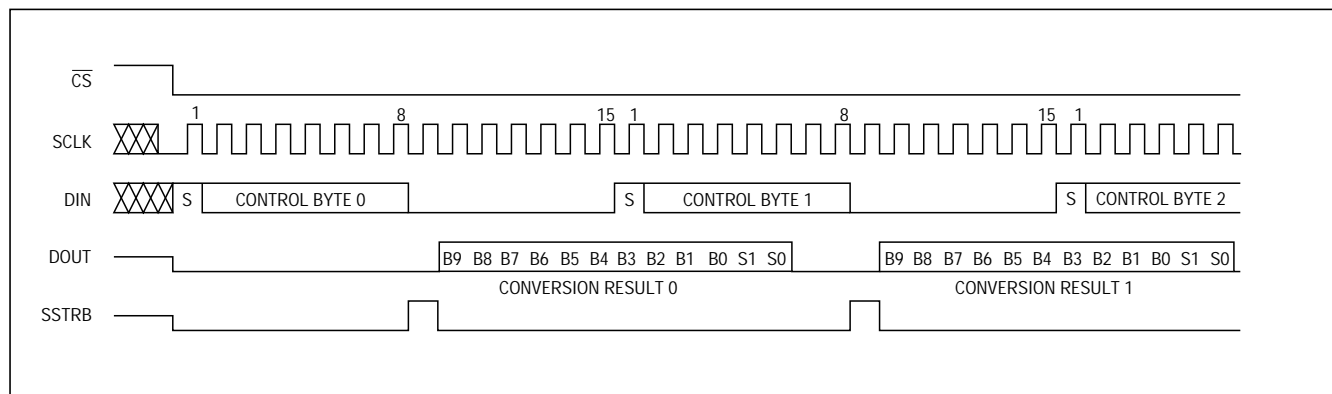 C̅S̅
1 8 15 1 8 15 1
SCLK
DIN S CONTROL BYTE 0 S CONTROL BYTE 1 S CONTROL BYTE 2
DOUT B9 B8 B7 B6 B5 B4 B3 B2 B1 B0 S1 S0 B9 B8 B7 B6 B5 B4 B3 B2 B1 B0 S1 S0
CONVERSION RESULT 0 CONVERSION RESULT 1
SSTRB